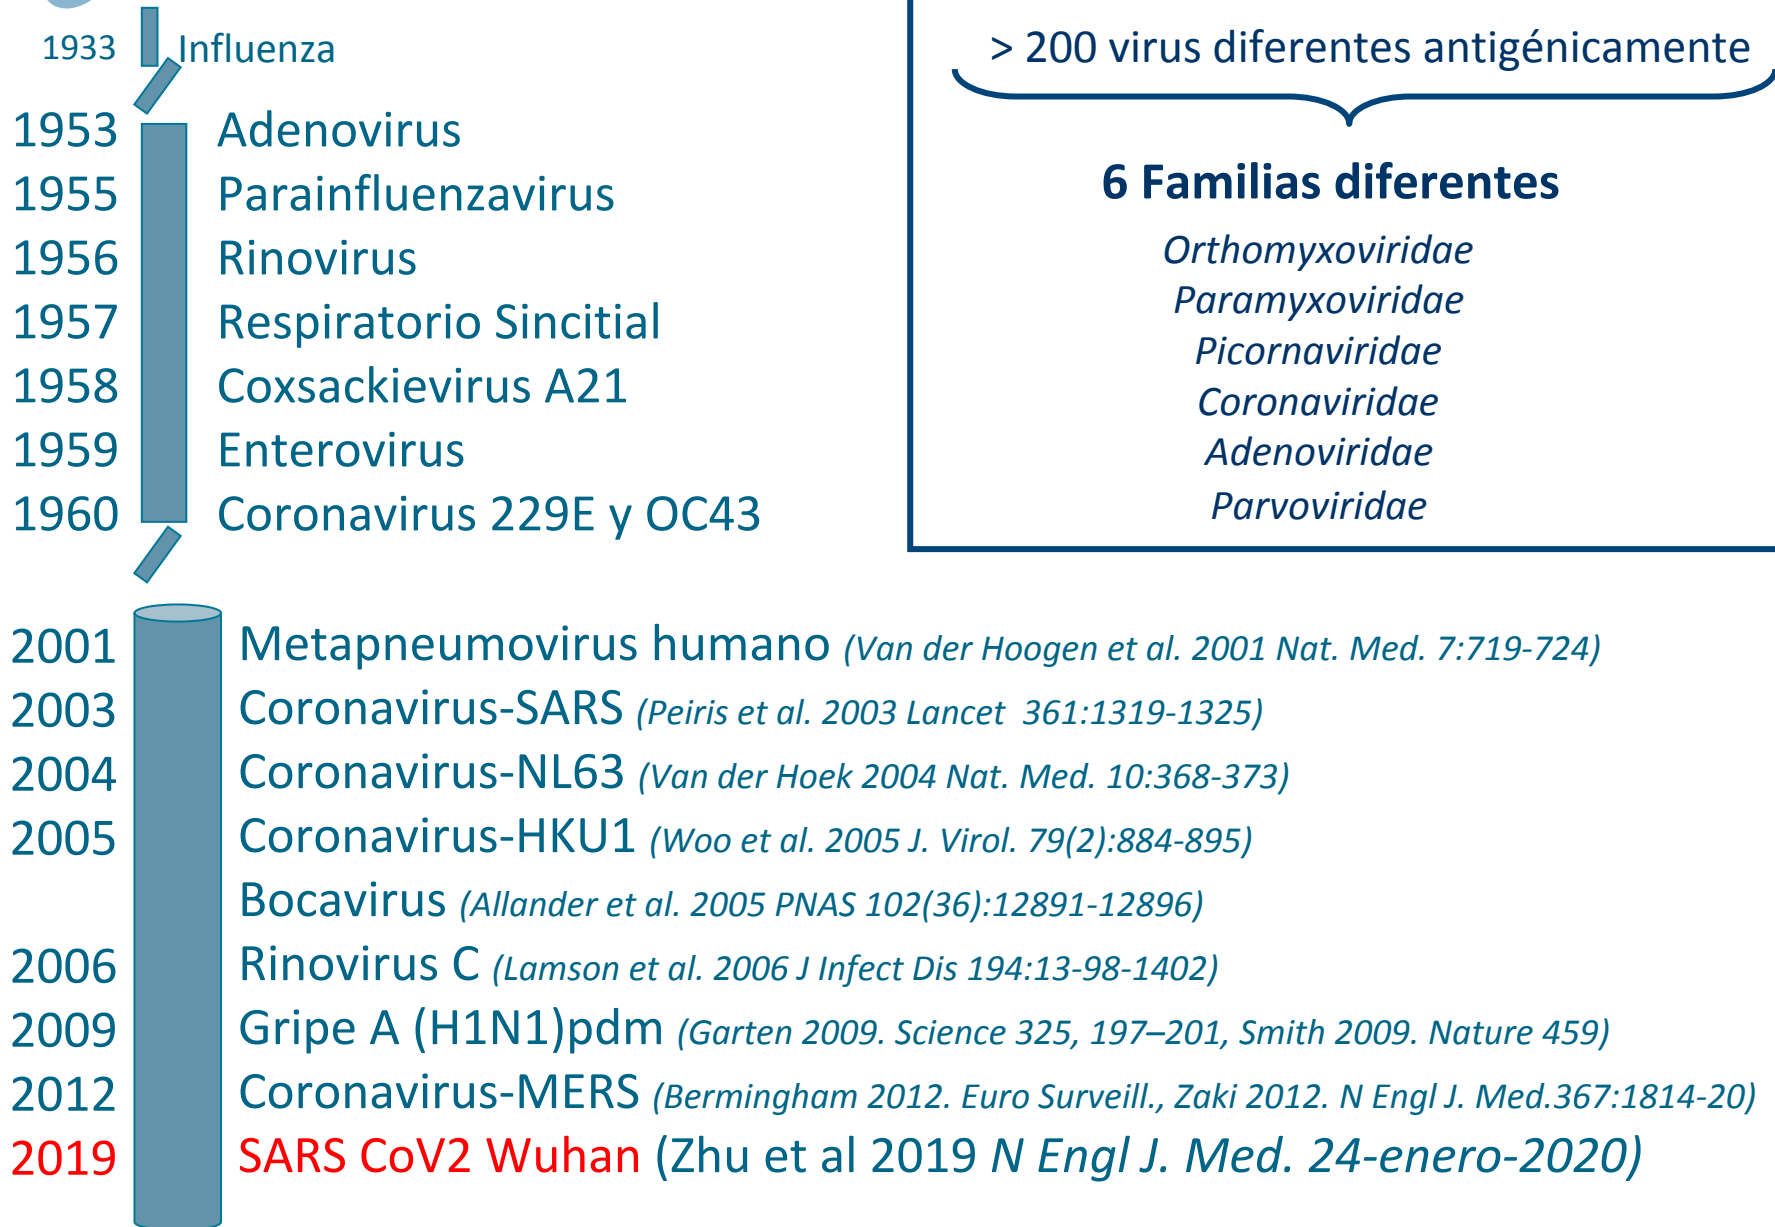 1933 Influenza
1953 Adenovirus
1955 Parainfluenzavirus
1956 Rinovirus
1957 Respiratorio Sincitial
1958 Coxsackievirus A21
1959 Enterovirus
1960 Coronavirus 229E y OC43
> 200 virus diferentes antigénicamente
6 Familias diferentes
Orthomyxoviridae
Paramyxoviridae
Picornaviridae
Coronaviridae
Adenoviridae
Parvoviridae
2001 Metapneumovirus humano (Van der Hoogen et al. 2001 Nat. Med. 7:719-724)
2003 Coronavirus-SARS (Peiris et al. 2003 Lancet 361:1319-1325)
2004 Coronavirus-NL63 (Van der Hoek 2004 Nat. Med. 10:368-373)
2005 Coronavirus-HKU1 (Woo et al. 2005 J. Virol. 79(2):884-895)
Bocavirus (Allander et al. 2005 PNAS 102(36):12891-12896)
2006 Rinovirus C (Lamson et al. 2006 J Infect Dis 194:13-98-1402)
2009 Gripe A (H1N1)pdm (Garten 2009. Science 325, 197–201, Smith 2009. Nature 459)
2012 Coronavirus-MERS (Bermingham 2012. Euro Surveill., Zaki 2012. N Engl J. Med.367:1814-20)
2019 SARS CoV2 Wuhan (Zhu et al 2019 N Engl J. Med. 24-enero-2020)